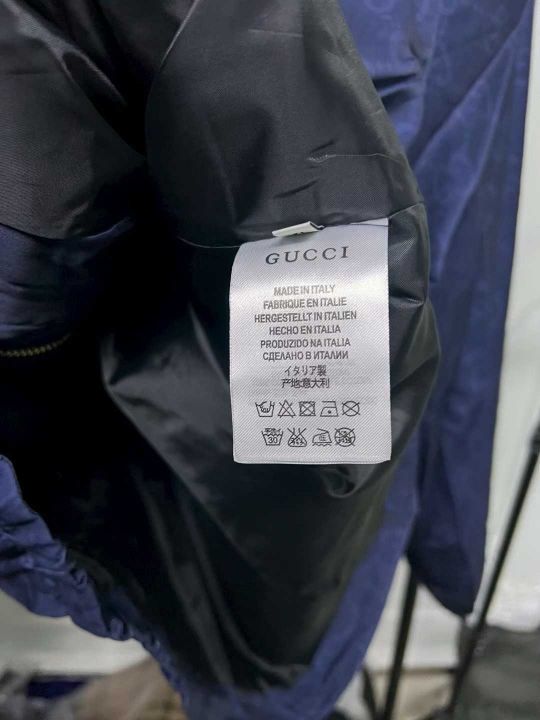 GUCCI
MADE IN ITALY
FABRIQUE EN ITALIE
HERGESTELLT IN ITALIEN
HECHO EN ITALIA
PRODUZIDO NA ITALIA
СДЕЛАНО В ИТАЛИИ
イタリア製
产地:意大利
30